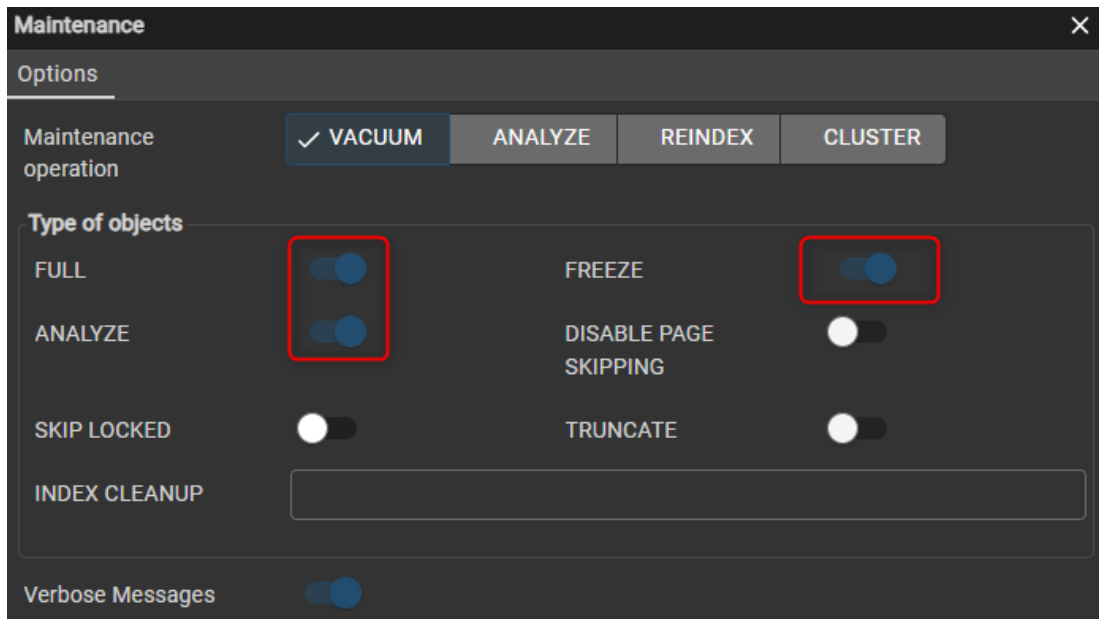 Maintenance
Options
Maintenance
operation
VACUUM ANALYZE REINDEX CLUSTER
Type of objects
FULL FREEZE
ANALYZE DISABLE PAGE
SKIPPING
SKIP LOCKED TRUNCATE
INDEX CLEANUP
Verbose Messages